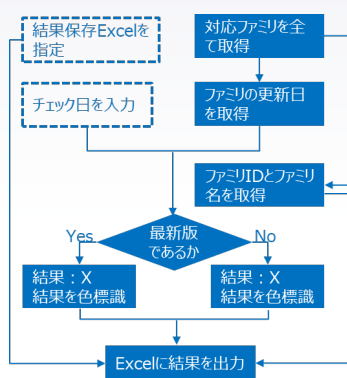 結果保存Excelを
指定
対応ファミリを全
て取得
チェック日を入力
ファミリの更新日
を取得
ファミリIDとファミリ
名を取得
最新版
であるか
Yes
No
結果：X
結果を色標識
結果：X
結果を色標識
Excelに結果を出力